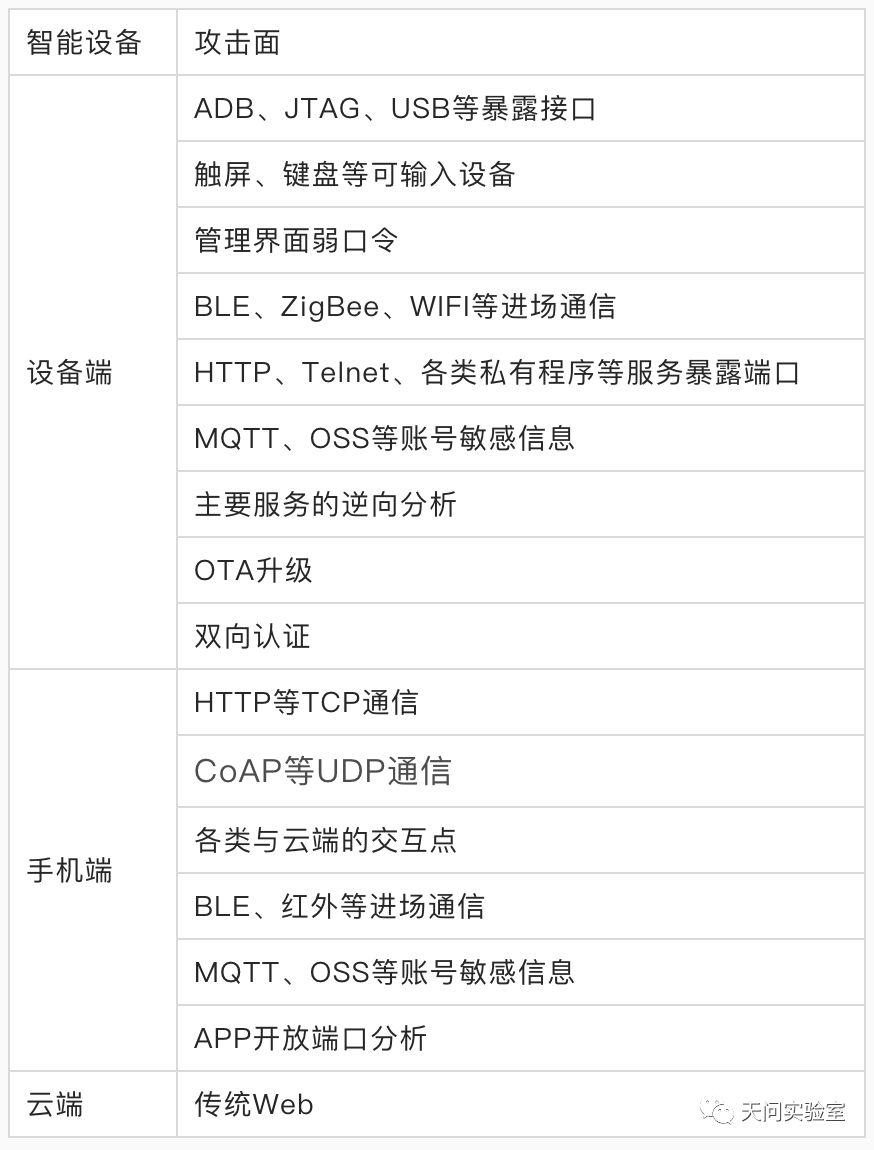 智能设备
攻击面
设备端
ADB、JTAG、USB等暴露接口
触屏、键盘等可输入设备
管理界面弱口令
BLE、ZigBee、WIFI等进场通信
HTTP、Telnet、各类私有程序等服务暴露端口
MQTT、OSS等账号敏感信息
主要服务的逆向分析
OTA升级
双向认证
手机端
HTTP等TCP通信
CoAP等UDP通信
各类与云端的交互点
BLE、红外等进场通信
MQTT、OSS等账号敏感信息
APP开放端口分析
云端
传统Web
天问实验室